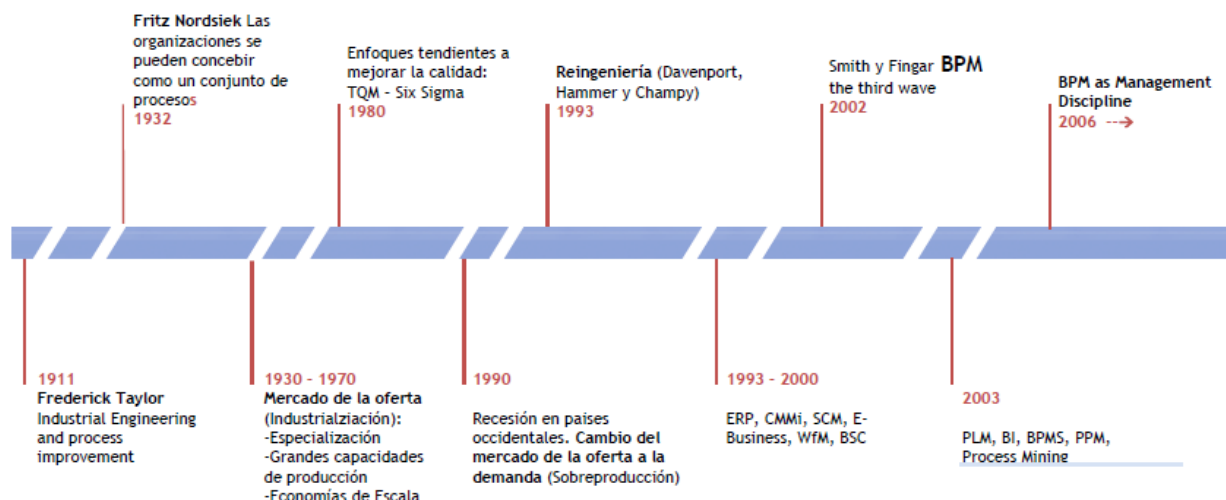 Fritz Nordsiek Las
organizaciones se
pueden concebir
como un conjunto de
procesos
1932
Enfoques tendientes a
mejorar la calidad:
TQM - Six Sigma
1980
Reingeniería (Davenport,
Hammer y Champy)
1993
Smith y Fingar BPM
the third wave
2002
BPM as Management
Discipline
2006 --->
1911
Frederick Taylor
Industrial Engineering
and process
improvement
1930 - 1970
Mercado de la oferta
(Industrialziación):
-Especialización
-Grandes capacidades
de producción
-Economías de Escala
1990
Recesión en paises
occidentales. Cambio del
mercado de la oferta a la
demanda (Sobreproducción)
1993 - 2000
ERP, CMMi, SCM, E-
Business, WfM, BSC
2003
PLM, BI, BPMS, PPM,
Process Mining